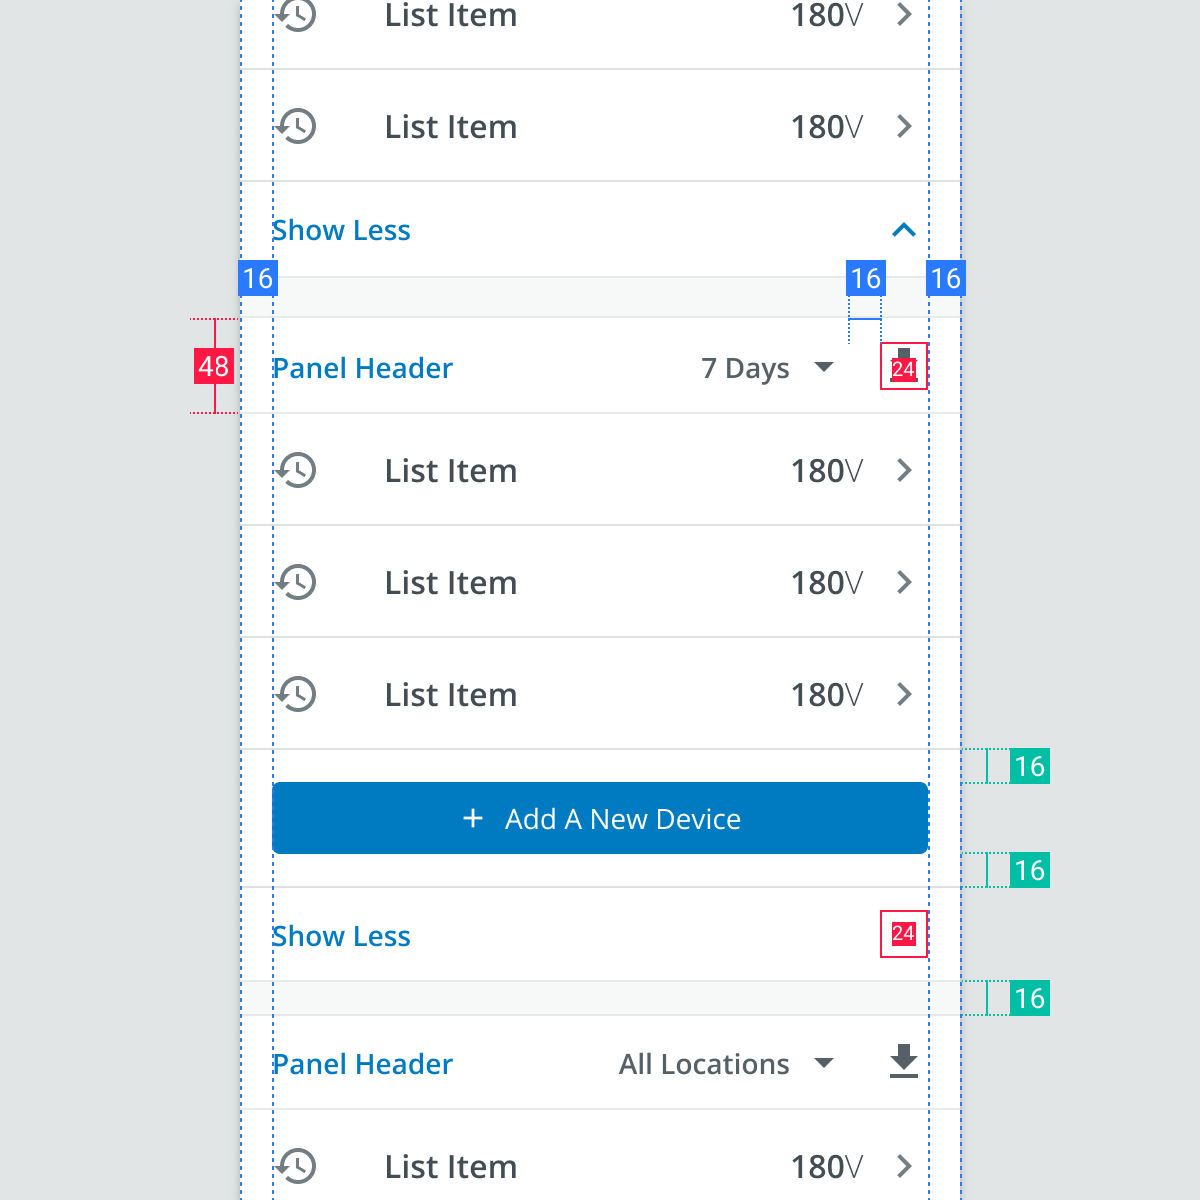 List Item 180V
List Item 180V
Show Less
16 16 16
48 Panel Header 7 Days 24
List Item 180V
List Item 180V
List Item 180V
16
+ Add A New Device
16
Show Less 24
16
Panel Header All Locations
List Item 180V